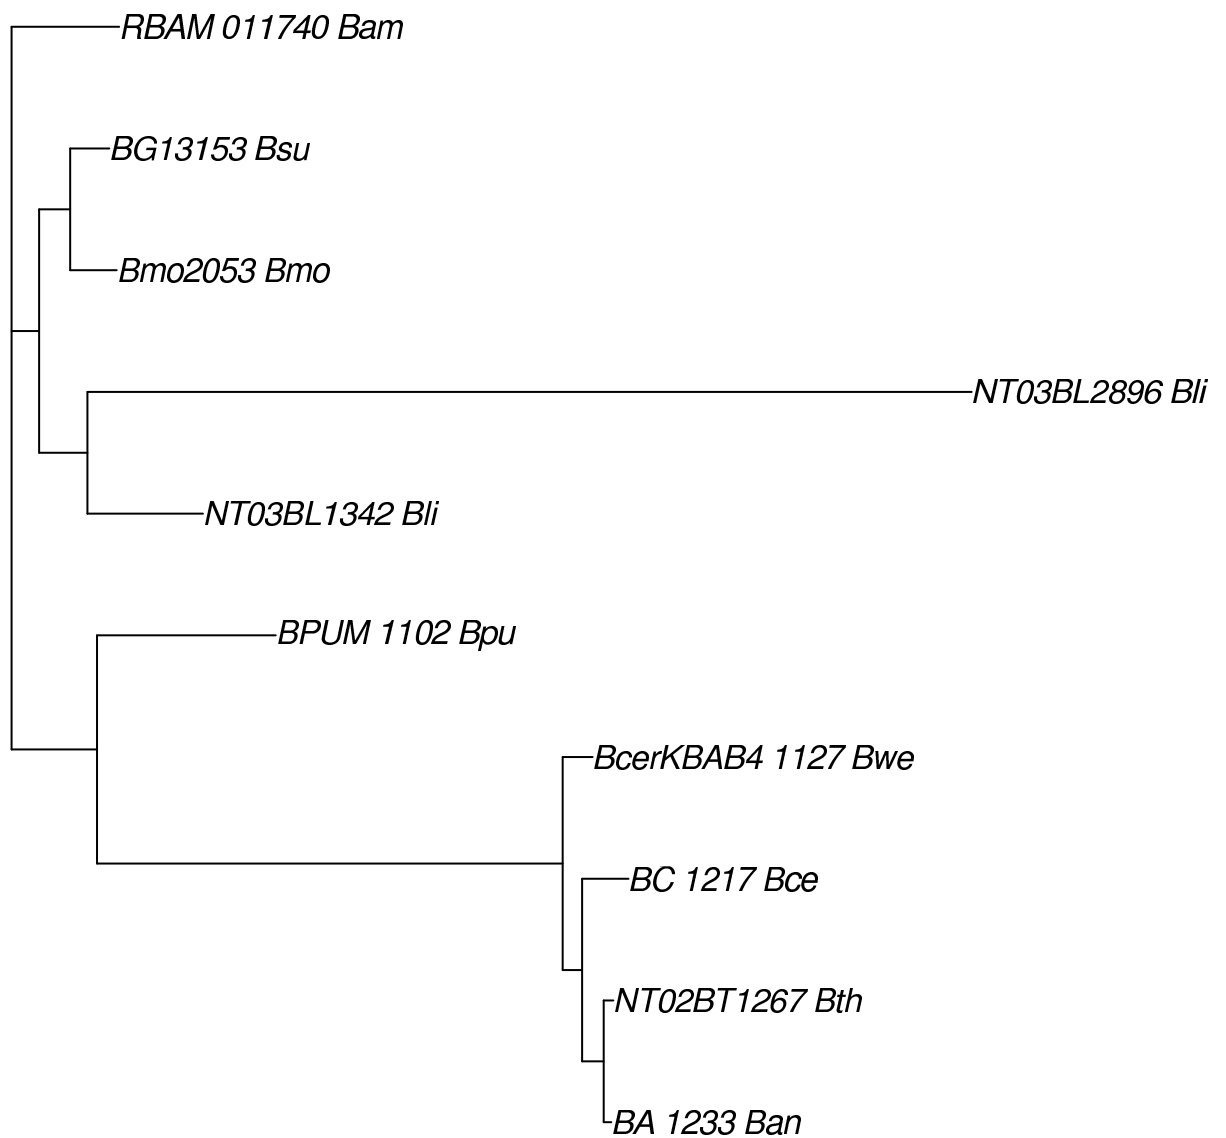 RBAM 011740 Bam
BG13153 Bsu
Bmo2053 Bmo
NT03BL2896 Bli
NT03BL1342 Bli
BPUM 1102 Bpu
BcerKBAB4 1127 Bwe
BC 1217 Bce
NT02BT1267 Bth
BA 1233 Ban